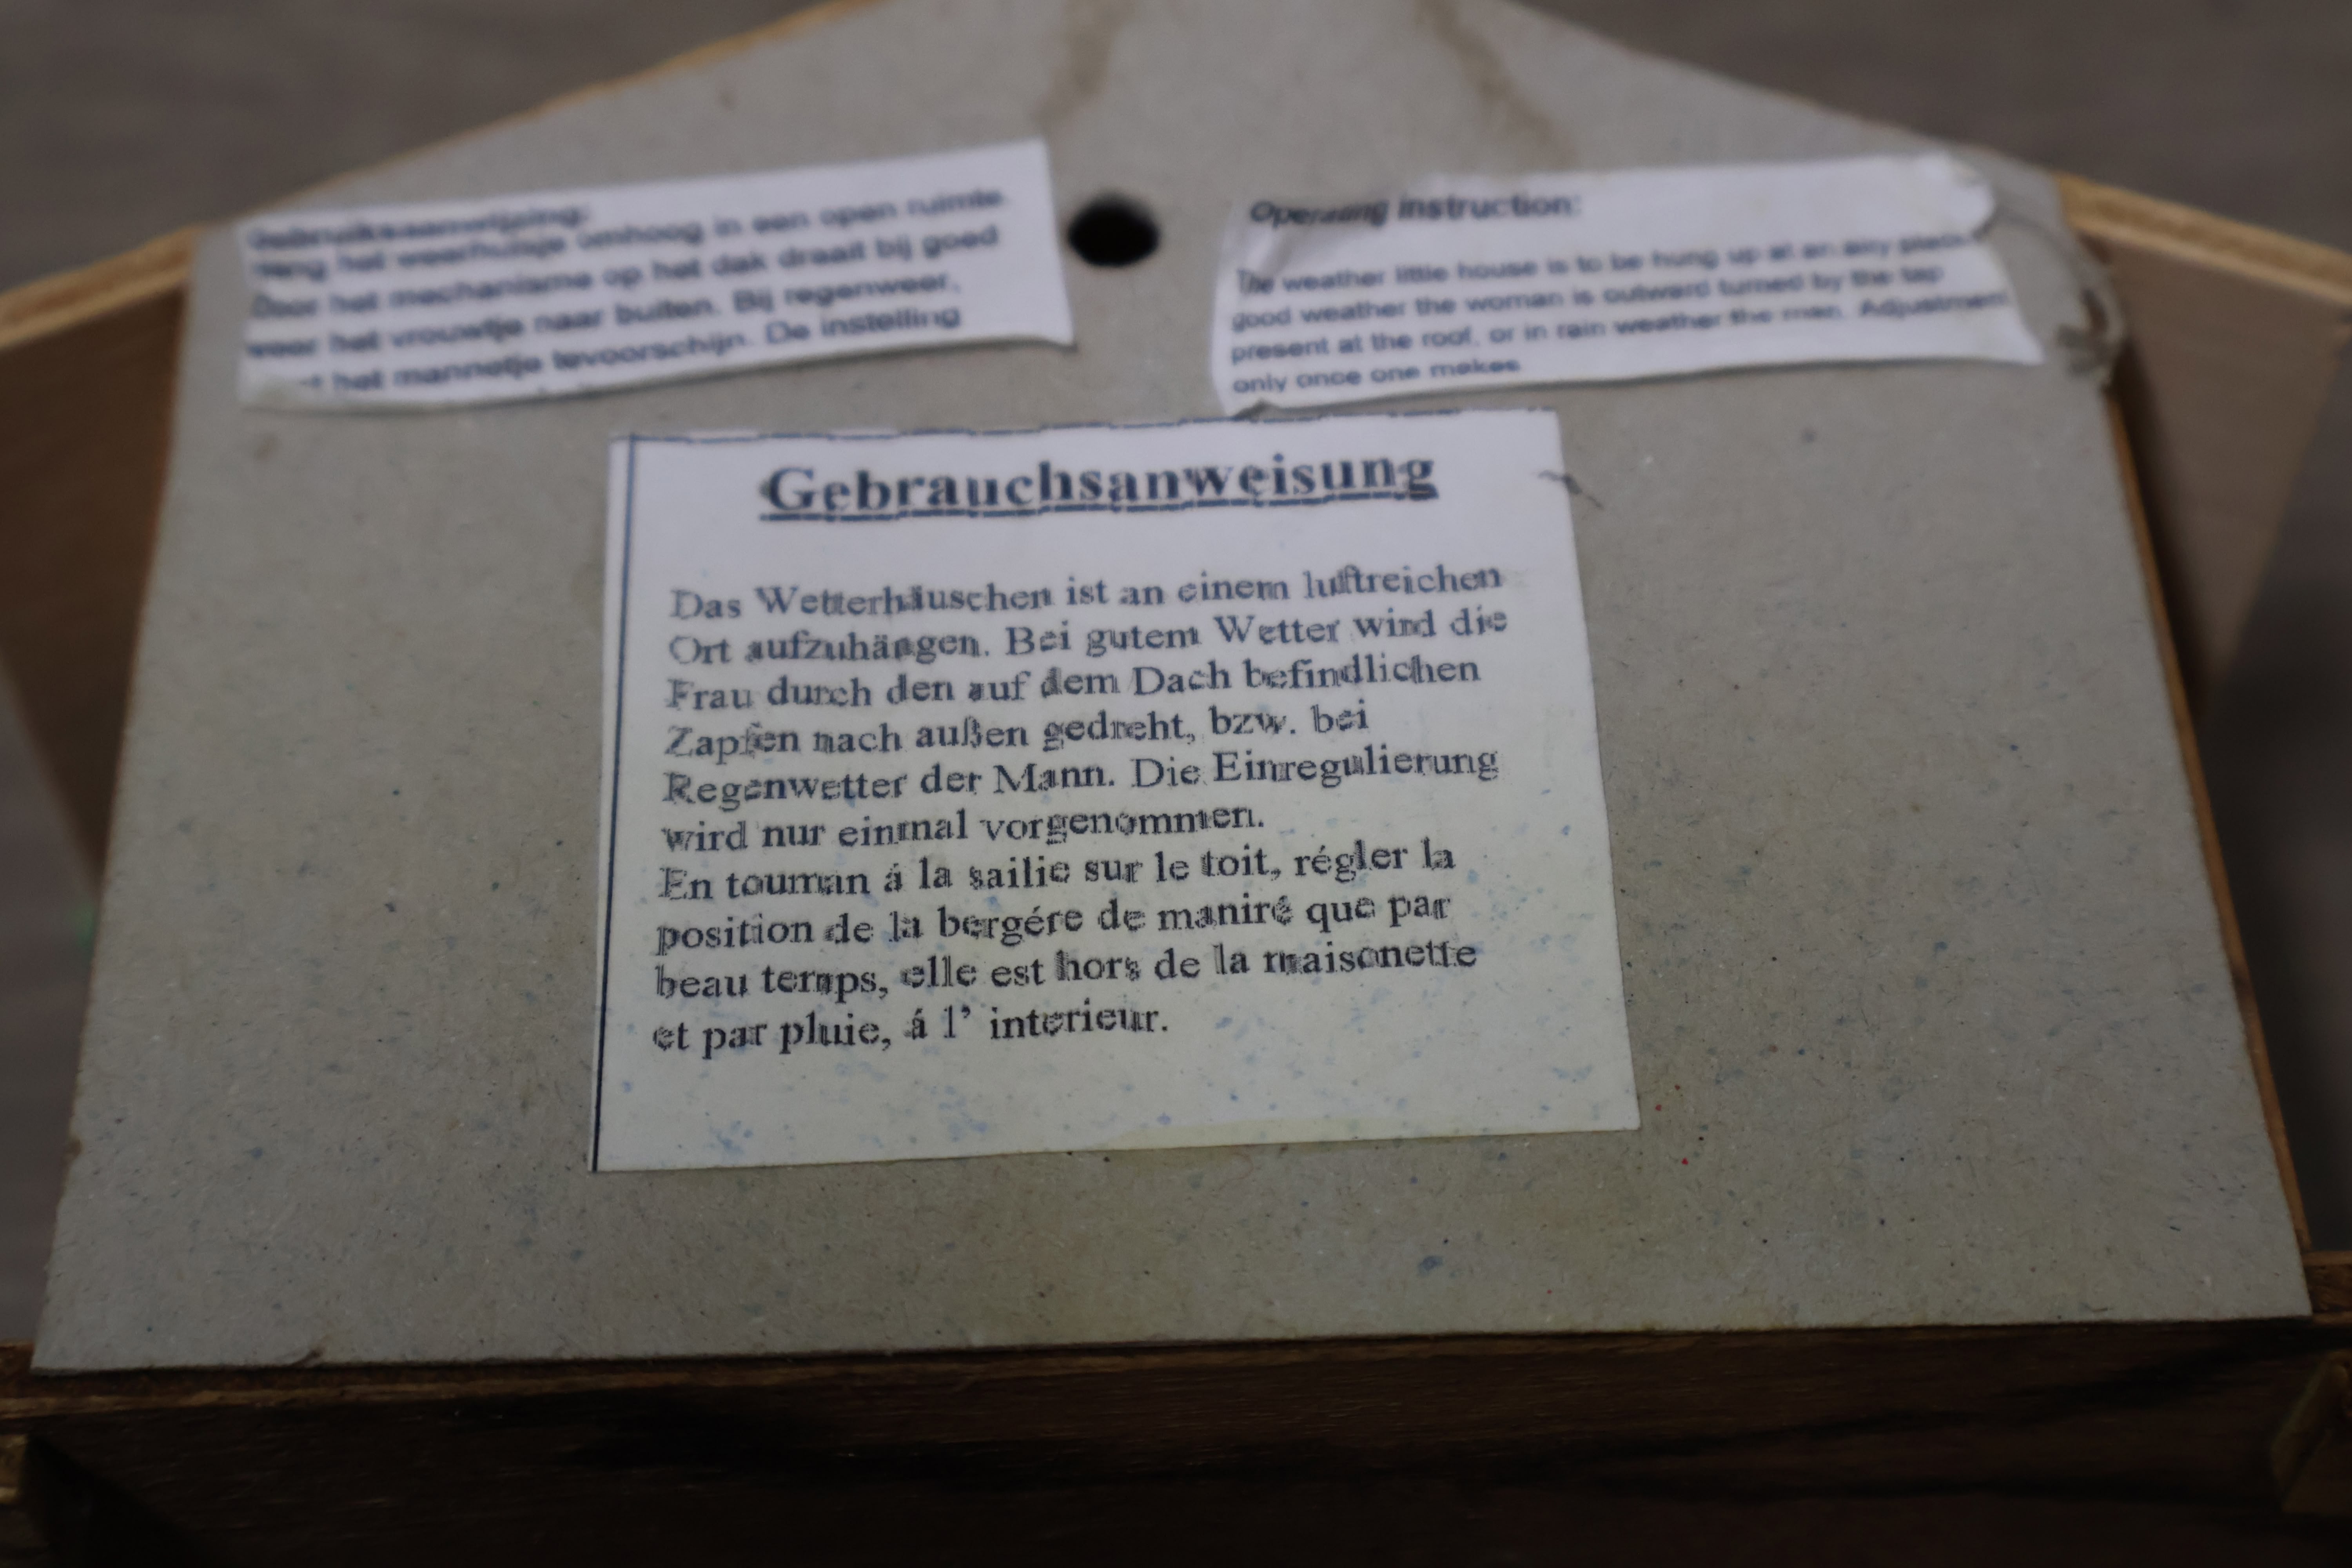 Gebruiksaanwijzing:
Hang het weerhuisje omhoog in een open ruimte.
Door het mechanisme op het dak draait bij goed
weer het vrouwtje naar buiten. Bij regenweer,
het mannetje tevoorschijn. De instelling
Operating instruction:
The weather little house is to be hung up at an airy place
good weather the woman is outward turned by the tap
present at the roof, or in rain weather the man. Adjustment
only once one makes
Gebrauchsanweisung
Das Wetterhäuschen ist an einem luftreichen
Ort aufzuhängen. Bei gutem Wetter wird die
Frau durch den auf dem Dach befindlichen
Zapfen nach außen gedreht, bzw. bei
Regenwetter der Mann. Die Einregulierung
wird nur einmal vorgenommen.
En touman á la sailie sur le toit, régler la
position de la bergére de maniré que par
beau temps, elle est hors de la maisonette
et par pluie, á l' interieur.